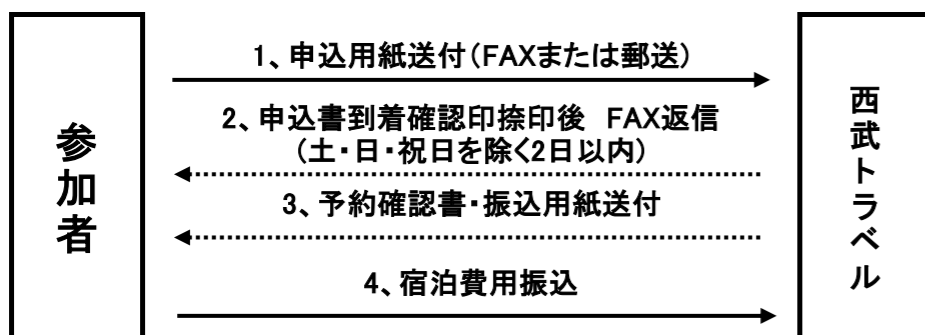 参加者
1、申込用紙送付(FAXまたは郵送)
2、申込書到着確認印捺印後 FAX返信
(土・日・祝日を除く2日以内)
3、予約確認書・振込用紙送付
4、宿泊費用振込
西武トラベル